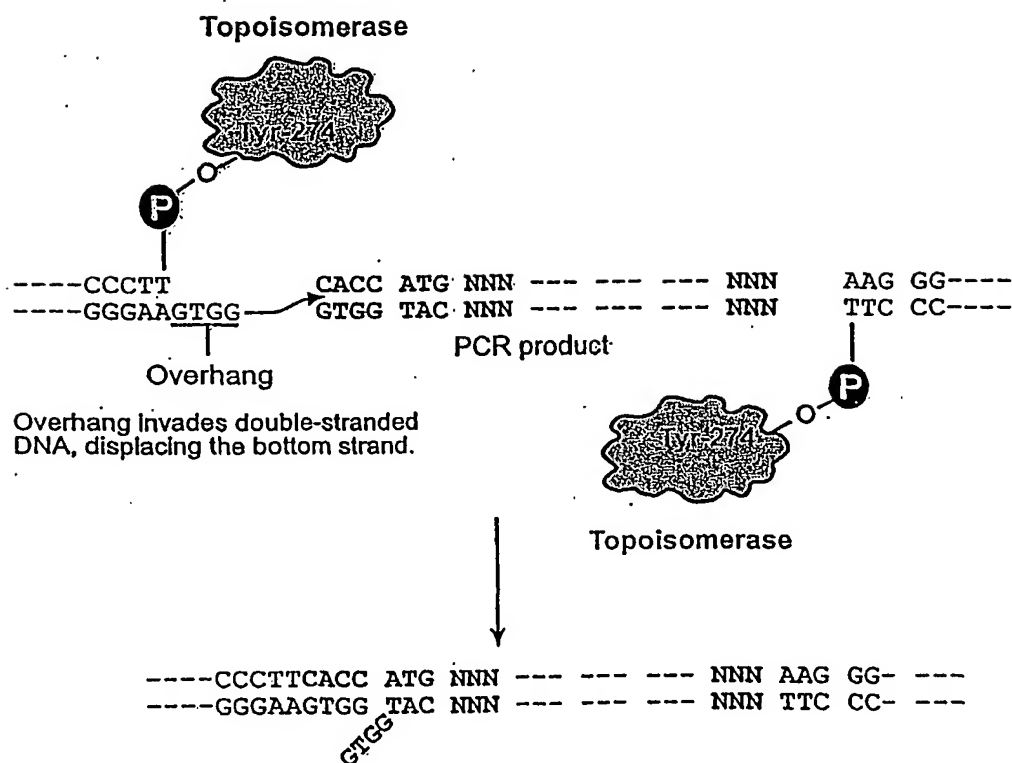 Topoisomerase
Tyr-274
O
P
----CCCTT CACC ATG NNN --- --- --- NNN AAG GG----
----GGGAAGTGG GTGG TAC NNN --- --- --- NNN TTC CC----
PCR product
Overhang
P
O
Overhang invades double-stranded
DNA, displacing the bottom strand.
Tyr-274
Topoisomerase
----CCCTTCACC ATG NNN --- --- --- NNN AAG GG- ---
----GGGAAGTGG TAC NNN --- --- --- NNN TTC CC- ---
GTGG